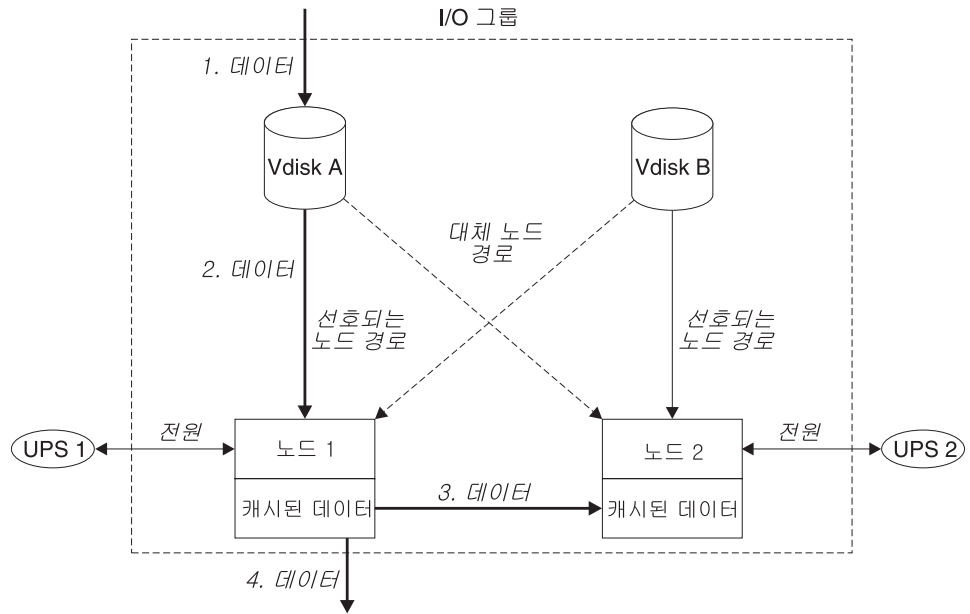 I/O 그룹
1. 데이터
Vdisk A
Vdisk B
대체 노드
경로
2. 데이터
선호되는
노드 경로
선호되는
노드 경로
UPS 1
전원
노드 1
노드 2
전원
UPS 2
캐시된 데이터
3. 데이터
캐시된 데이터
4. 데이터